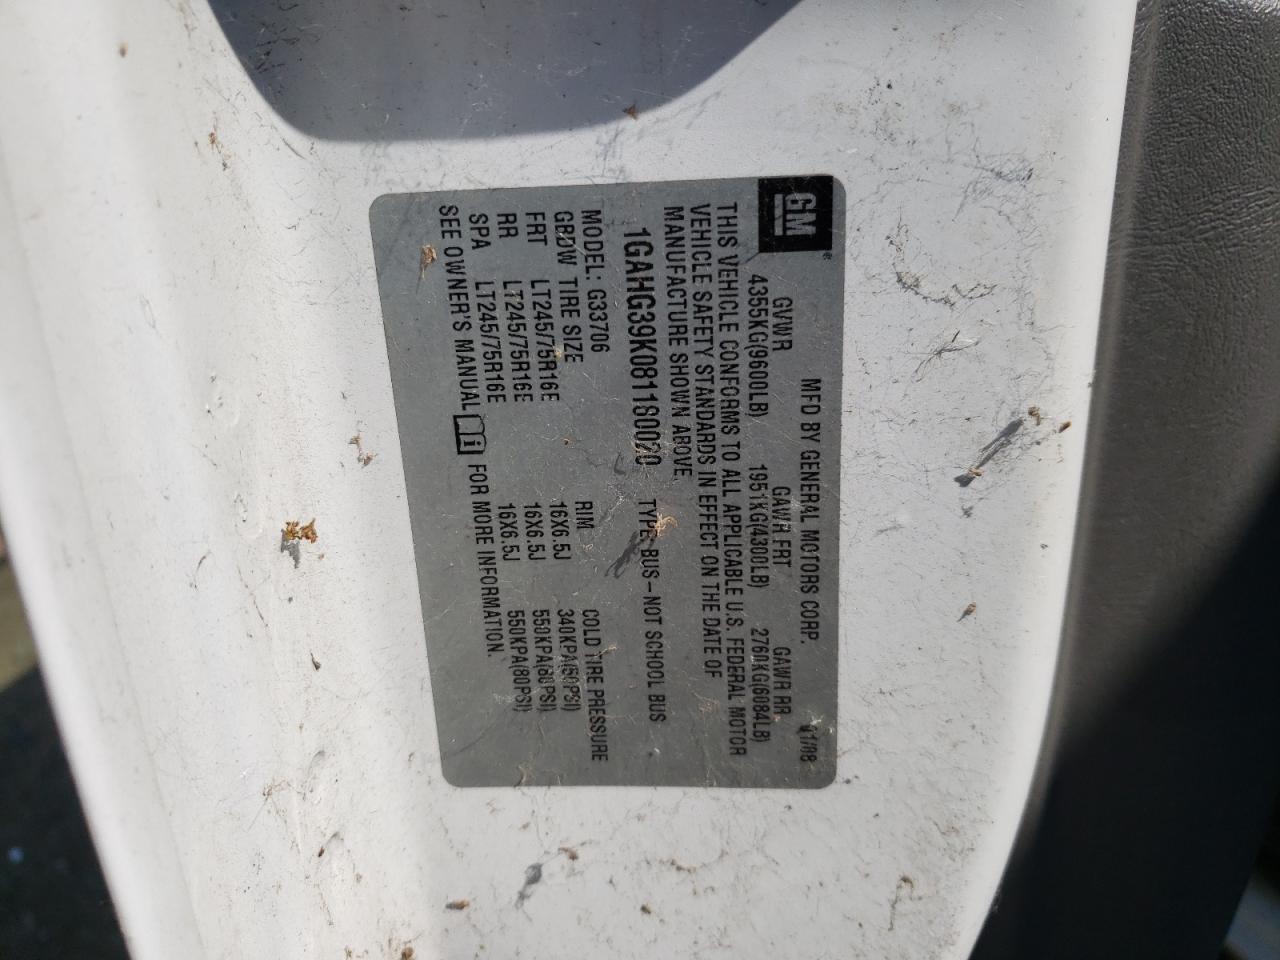 GM MFD BY GENERAL MOTORS CORP. 11/08
GVWR GAWR FRT GAWR RR
4355KG(9600LB) 1951KG(4300LB) 2760KG(6084LB)
THIS VEHICLE CONFORMS TO ALL APPLICABLE U.S. FEDERAL MOTOR
VEHICLE SAFETY STANDARDS IN EFFECT ON THE DATE OF
MANUFACTURE SHOWN ABOVE.
1GAHG39K081180020 TYPE: BUS-NOT SCHOOL BUS
MODEL: G33706
GRDW TIRE SIZE RIM COLD TIRE PRESSURE
FRT LT245/75R16E 16X6.5J 340KPA(50PSI)
RR LT245/75R16E 16X6.5J 550KPA(80PSI)
SPA LT245/75R16E 16X6.5J 550KPA(80PSI)
SEE OWNER'S MANUAL FOR MORE INFORMATION.